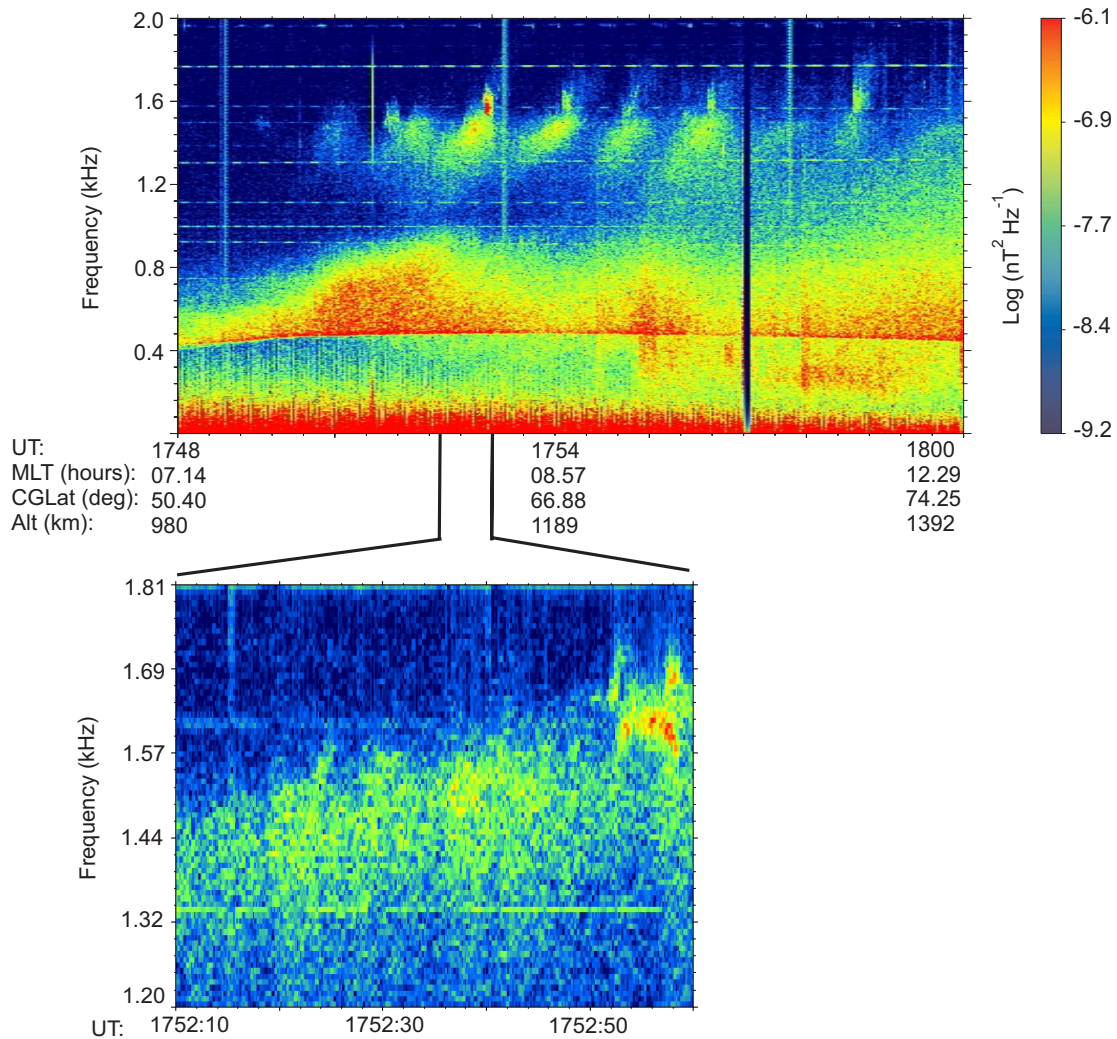 2.0
1.6
1.2
0.8
0.4
Frequency (kHz)
-6.1
-6.9
-7.7
-8.4
-9.2
Log (nT² Hz⁻¹)
UT: 1748 1754 1800
MLT (hours): 07.14 08.57 12.29
CGLat (deg): 50.40 66.88 74.25
Alt (km): 980 1189 1392
1.81
1.69
1.57
1.44
1.32
1.20
Frequency (kHz)
UT: 1752:10 1752:30 1752:50